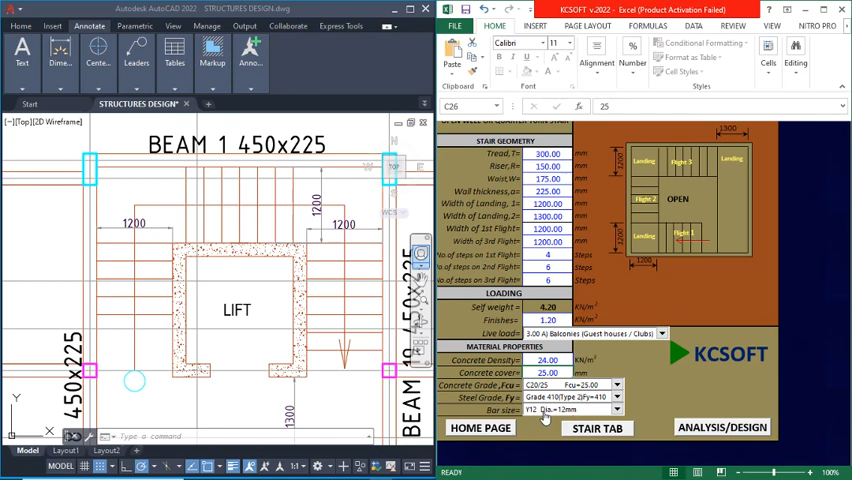 Autodesk AutoCAD 2022 STRUCTURES DESIGN.dwg
Home Insert Annotate Parametric View Manage Output Collaborate Express Tools
Text Dime... Cente... Leaders Tables Markup Anno...
Start STRUCTURES DESIGN*
[-][Top][2D Wireframe]
BEAM 1 450x225
N
W TOP
WCS
1200
1200
1200
LIFT
450x225
1300
Y
X
Type a command
Model Layout1 Layout2
MODEL 1:1
KCSOFT v.2022 - Excel (Product Activation Failed)
FILE HOME INSERT PAGE LAYOUT FORMULAS DATA REVIEW VIEW NITRO PRO
Paste
Calibri 11
B I U
A
Alignment
Number
Conditional Formatting
Format as Table
Cell Styles
Cells
Editing
Clipboard Font Styles
C26 fx 25
OPEN WELL OR QUARTER TURN STAIR
STAIR GEOMETRY
Tread,T= 300.00 mm
Riser,R= 150.00 mm
Waist,W= 175.00 mm
Wall thickness,a= 225.00 mm
Width of Landing, 1= 1200.00 mm
Width of Landing,2= 1300.00 mm
Width of 1st Flight= 1200.00 mm
Width of 3rd Flight= 1200.00 mm
No.of steps on 1st Flight= 4 Steps
No.of steps on 2nd Flight= 6 Steps
No.of steps on 3rd Flight= 6 Steps
LOADING
Self weight= 4.20 KN/m²
Finishes= 1.20 KN/m²
Live load= 3.00 A) Balconies (Guest houses / Clubs)
MATERIAL PROPERTIES
Concrete Density= 24.00 KN/m³
Concrete cover= 25.00 mm
Concrete Grade,Fcu= C20/25 Fcu=25.00
Steel Grade, Fy= Grade 410(Type 2)Fy=410
Bar size= Y12 Dia.=12mm
1300
1200
Landing
Flight 3
Landing
Flight 2
OPEN
Landing
Flight 1
1200
1200
KCSOFT
HOME PAGE STAIR TAB ANALYSIS/DESIGN
READY 100%